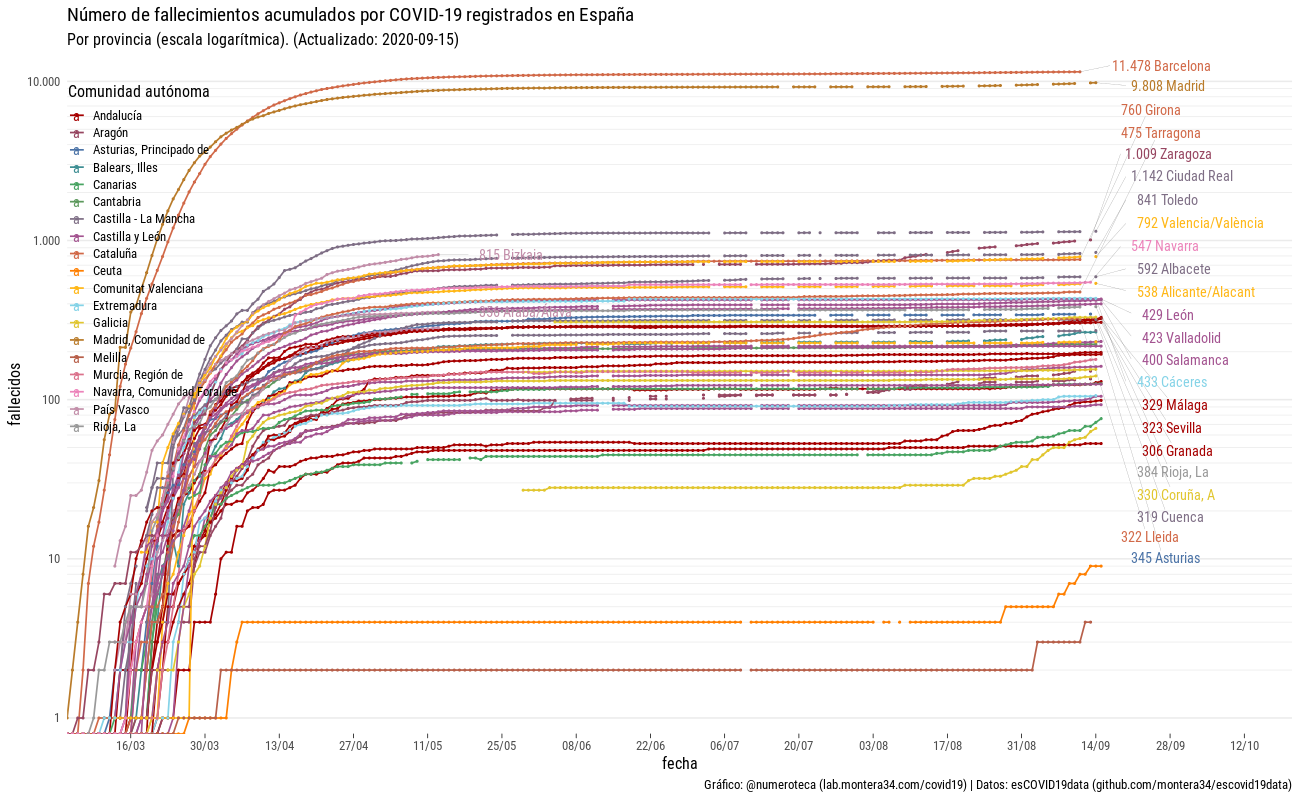 Número de fallecimientos acumulados por COVID-19 registrados en España
Por provincia (escala logarítmica). (Actualizado: 2020-09-15)
10.000
1.000
100
10
1
fallecidos
Comunidad autónoma
Andalucía
Aragón
Asturias, Principado de
Balears, Illes
Canarias
Cantabria
Castilla - La Mancha
Castilla y León
Cataluña
Ceuta
Comunitat Valenciana
Extremadura
Galicia
Madrid, Comunidad de
Melilla
Murcia, Región de
Navarra, Comunidad Foral de
País Vasco
Rioja, La
815 Bizkaia
Araba/Álava
11.478 Barcelona
9.808 Madrid
760 Girona
475 Tarragona
1.009 Zaragoza
1.142 Ciudad Real
841 Toledo
792 Valencia/València
547 Navarra
592 Albacete
538 Alicante/Alacant
429 León
423 Valladolid
400 Salamanca
433 Cáceres
329 Málaga
323 Sevilla
306 Granada
384 Rioja, La
330 Coruña, A
319 Cuenca
322 Lleida
345 Asturias
16/03
30/03
13/04
27/04
11/05
25/05
08/06
22/06
06/07
20/07
03/08
17/08
31/08
14/09
28/09
12/10
fecha
Gráfico: @numeroteca (lab.montera34.com/covid19) | Datos: esCOVID19data (github.com/montera34/escovid19data)